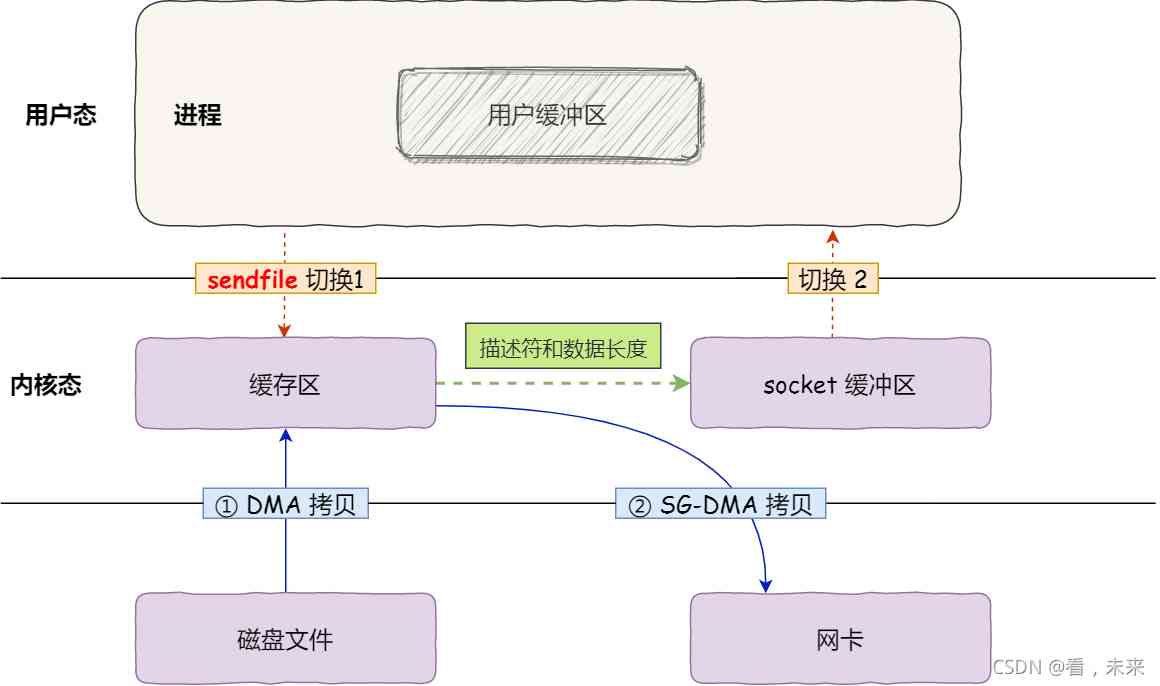 用户态
进程
用户缓冲区
sendfile 切换1
切换 2
描述符和数据长度
内核态
缓存区
socket 缓冲区
① DMA 拷贝
② SG-DMA 拷贝
磁盘文件
网卡
CSDN @看，未来